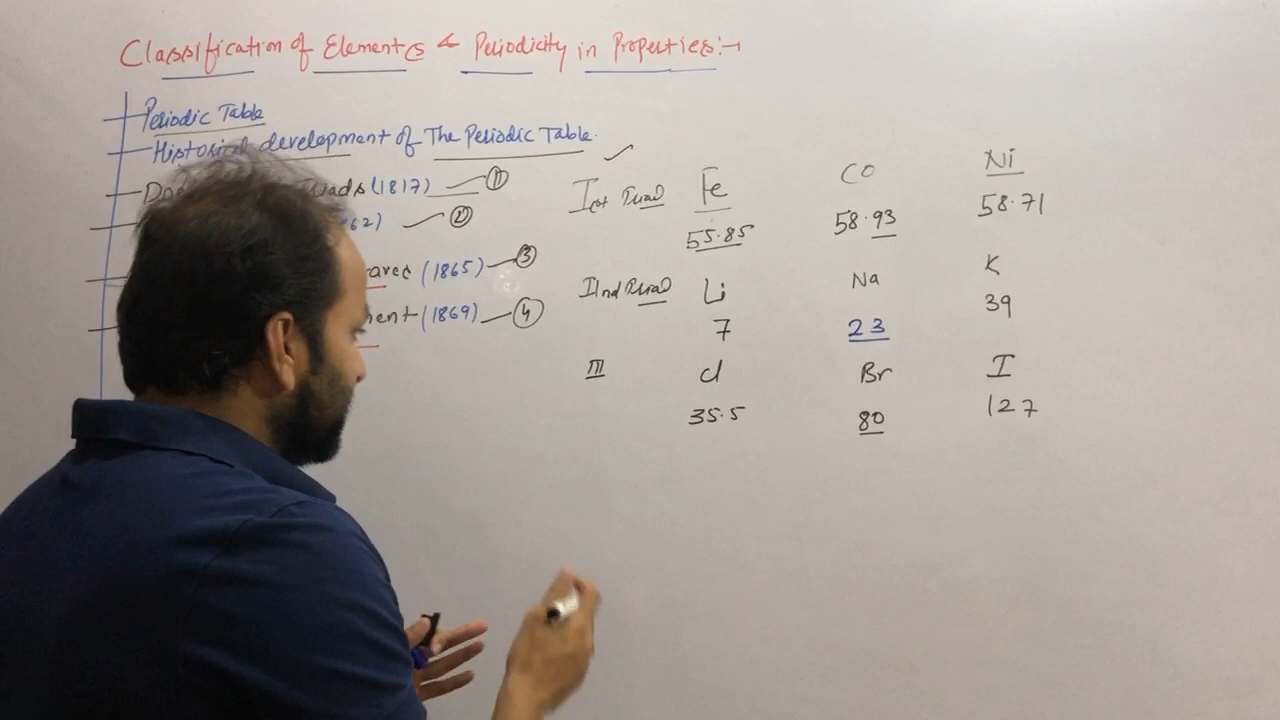 Classification of Elements & Periodicity in Properties:-
Periodic Table
Historical development of The Periodic Table.
(1817) 1
62) 2
(1865) 3
(1869) 4
Ist Triad Fe Co Ni
55.85 58.93 58.71
IInd Triad Li Na K
7 23 39
III Cl Br I
35.5 80 127